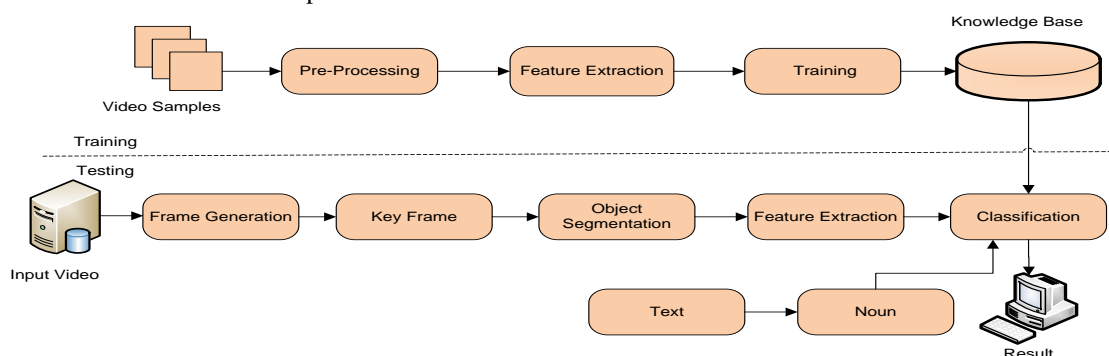 Knowledge Base
Pre-Processing
Feature Extraction
Training
Video Samples
Training
Testing
Frame Generation
Key Frame
Object
Segmentation
Feature Extraction
Classification
Input Video
Text
Noun
Result